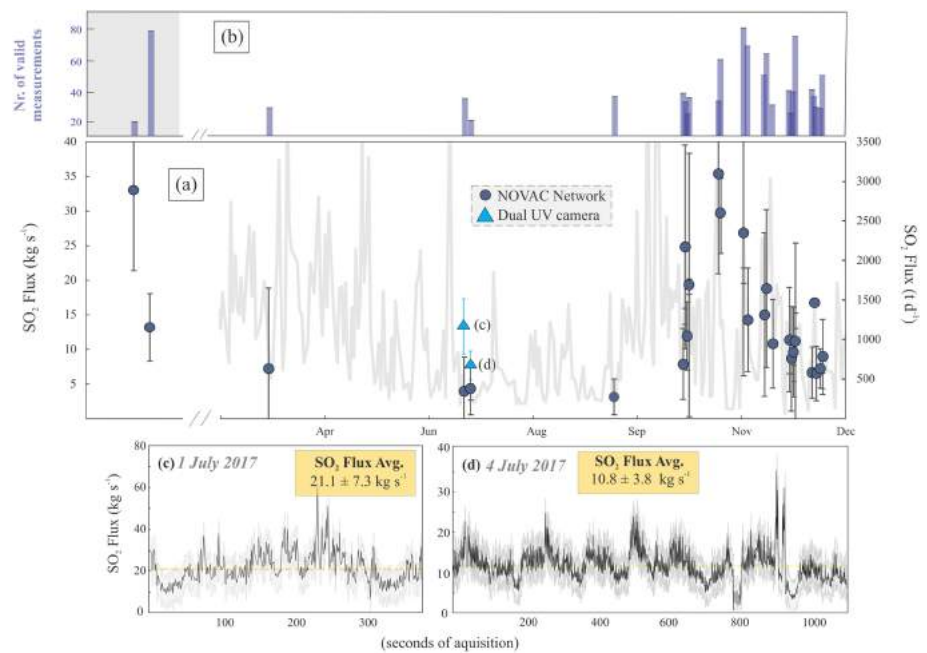 Nr. of valid
measurements
80
60
40
20
(b)
//
40
35
30
25
20
15
10
5
SO₂ Flux (kg s⁻¹)
(a)
NOVAC Network
Dual UV camera
(c)
(d)
3500
3000
2500
2000
1500
1000
500
SO₂ Flux (t d⁻¹)
//
Apr
Jun
Aug
Sep
Nov
Dec
(c) 1 July 2017
SO₂ Flux Avg.
21.1 ± 7.3 kg s⁻¹
80
60
40
20
0
SO₂ Flux (kg s⁻¹)
100
200
300
(d) 4 July 2017
SO₂ Flux Avg.
10.8 ± 3.8 kg s⁻¹
40
30
20
10
0
200
400
600
800
1000
(seconds of aquisition)